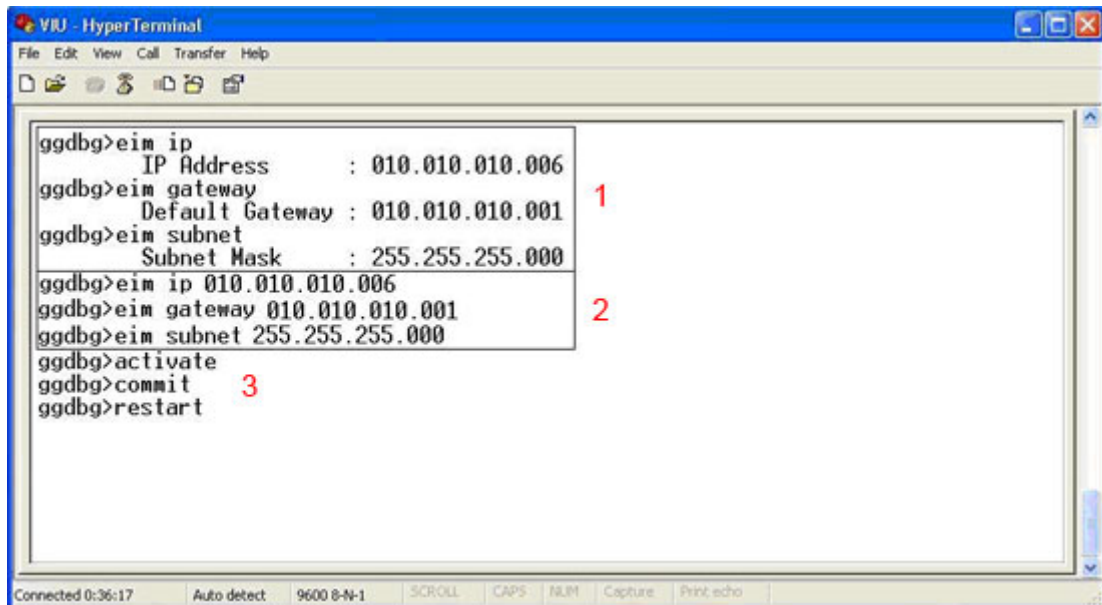 VIU - HyperTerminal
File Edit View Call Transfer Help
ggdbg>eim ip
IP Address : 010.010.010.006
ggdbg>eim gateway
Default Gateway : 010.010.010.001
ggdbg>eim subnet
Subnet Mask : 255.255.255.000
1
ggdbg>eim ip 010.010.010.006
ggdbg>eim gateway 010.010.010.001
ggdbg>eim subnet 255.255.255.000
2
ggdbg>activate
ggdbg>commit
3
ggdbg>restart
Connected 0:36:17 Auto detect 9600 8-N-1 SCROLL CAPS NUM Capture Print echo